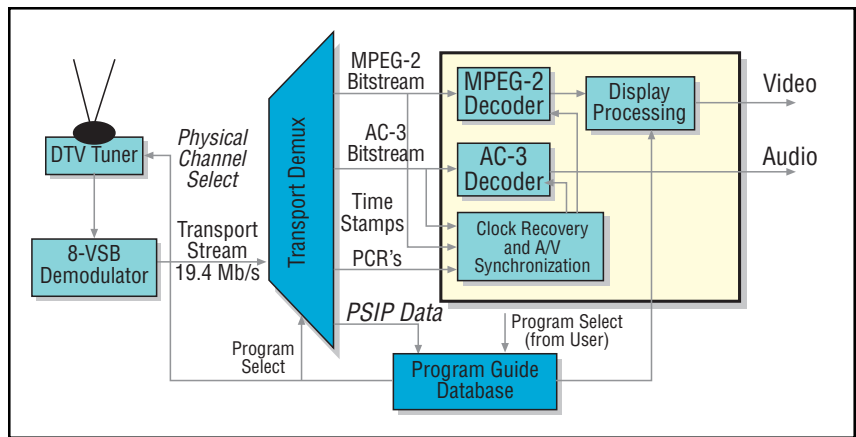 MPEG-2
Bitstream
MPEG-2
Decoder
Display
Processing
Video
DTV Tuner
Physical
Channel
Select
AC-3
Bitstream
AC-3
Decoder
Audio
Transport Demux
8-VSB
Demodulator
Transport
Stream
19.4 Mb/s
Time
Stamps
PCR's
Clock Recovery
and A/V
Synchronization
PSIP Data
Program Select
(from User)
Program
Select
Program Guide
Database